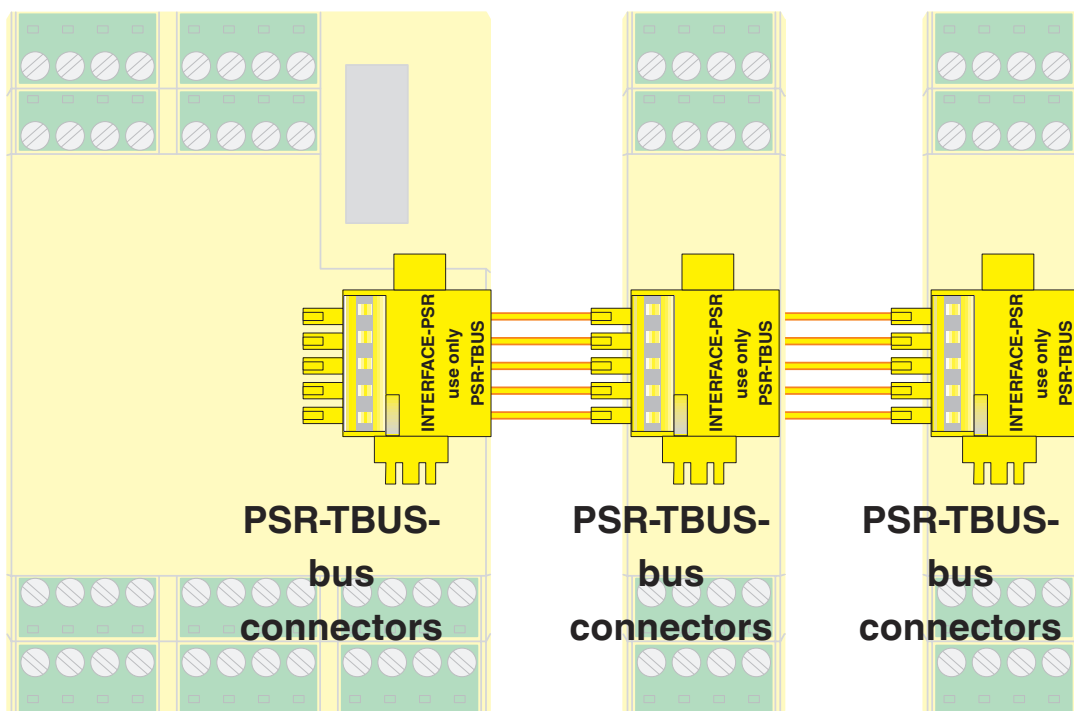 INTERFACE-PSR
use only
PSR-TBUS
INTERFACE-PSR
use only
PSR-TBUS
INTERFACE-PSR
use only
PSR-TBUS
PSR-TBUS-
bus
connectors
PSR-TBUS-
bus
connectors
PSR-TBUS-
bus
connectors